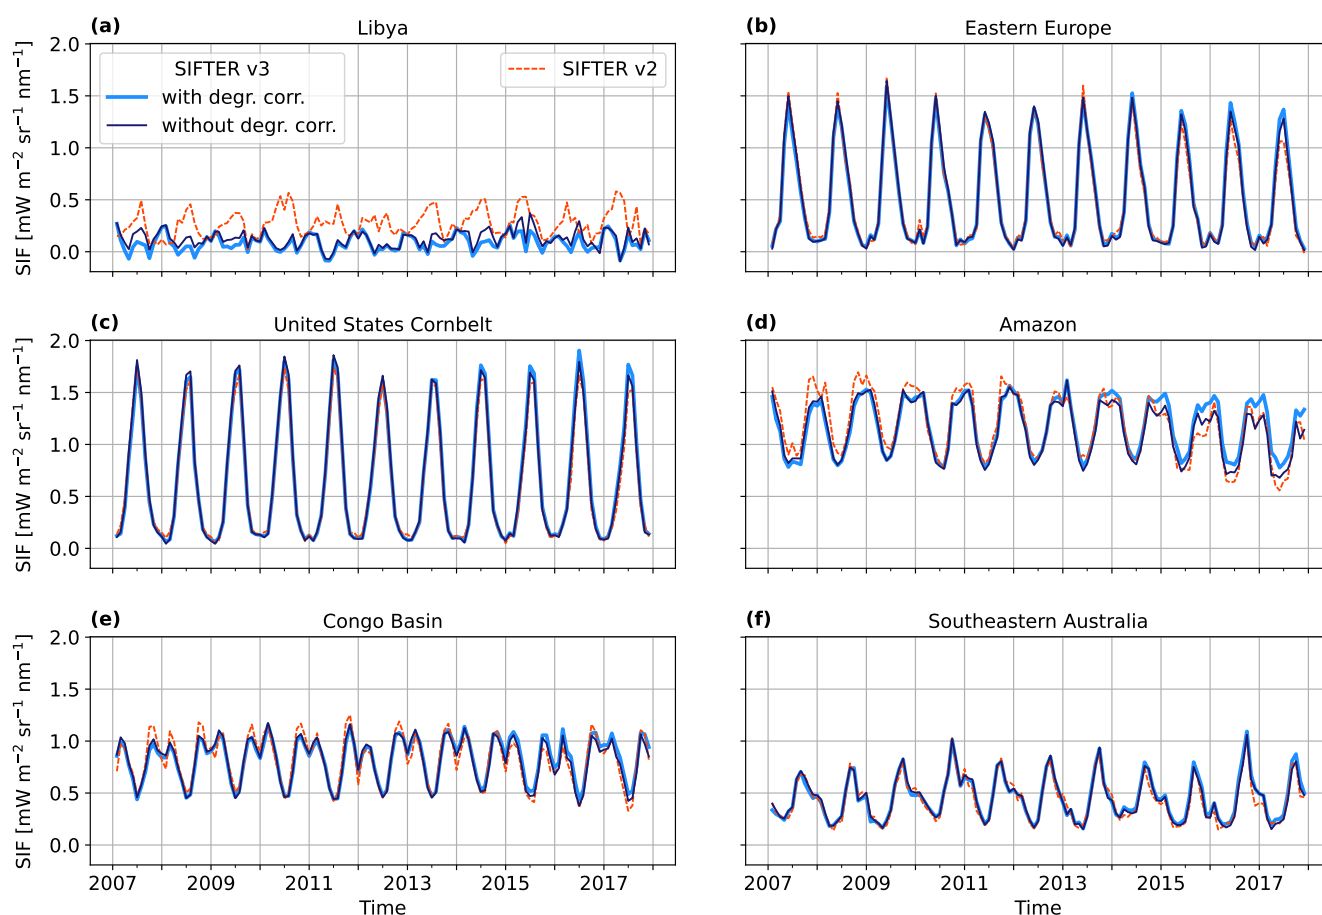 (a)
Libya
(b)
Eastern Europe
SIF [mW m⁻² sr⁻¹ nm⁻¹]
2.0
1.5
1.0
0.5
0.0
SIFTER v3
with degr. corr.
without degr. corr.
SIFTER v2
2.0
1.5
1.0
0.5
0.0
(c)
United States Cornbelt
(d)
Amazon
SIF [mW m⁻² sr⁻¹ nm⁻¹]
2.0
1.5
1.0
0.5
0.0
(e)
Congo Basin
(f)
Southeastern Australia
SIF [mW m⁻² sr⁻¹ nm⁻¹]
2007 2009 2011 2013 2015 2017
Time
2007 2009 2011 2013 2015 2017
Time